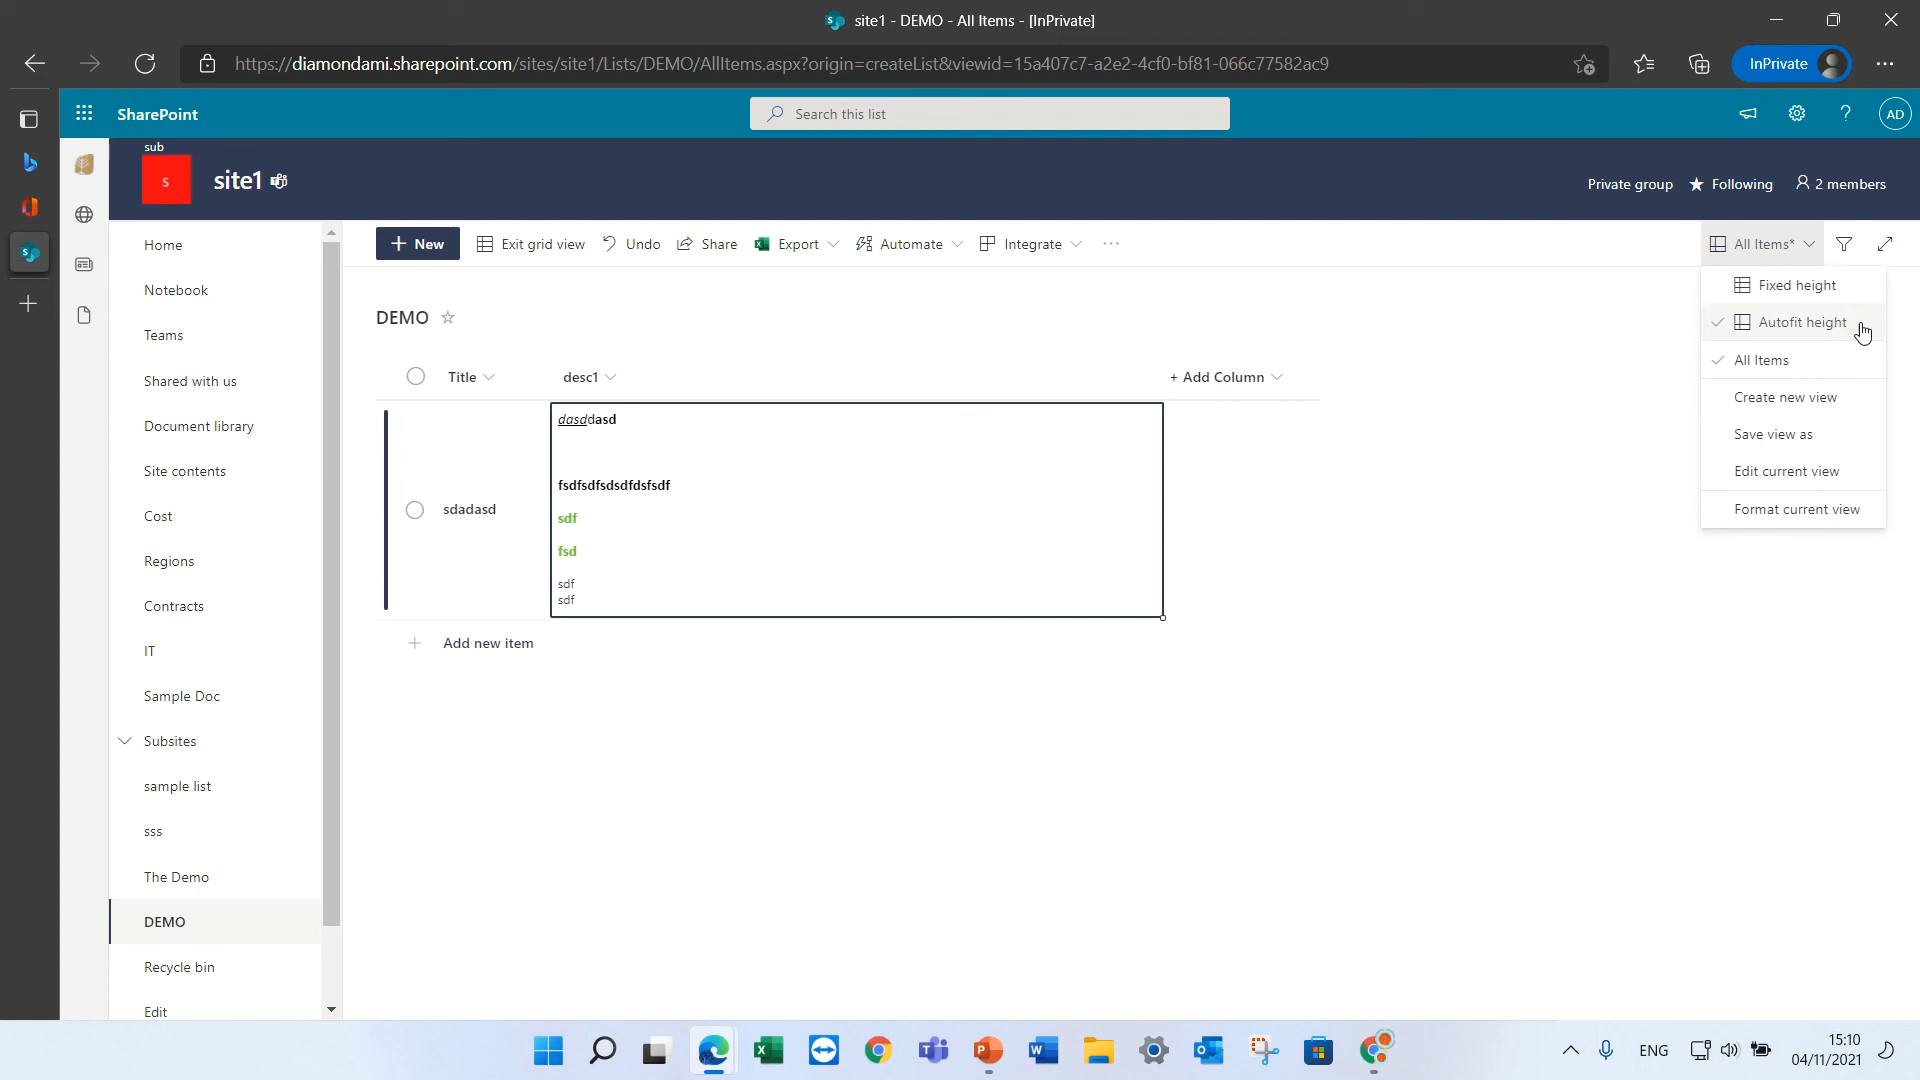 site1 - DEMO - All Items - [InPrivate]
https://diamondami.sharepoint.com/sites/site1/Lists/DEMO/AllItems.aspx?origin=createList&viewid=15a407c7-a2e2-4cf0-bf81-066c77582ac9
InPrivate
SharePoint
Search this list
?
AD
sub
S
site1
Private group
Following
2 members
Home
Notebook
Teams
Shared with us
Document library
Site contents
Cost
Regions
Contracts
IT
Sample Doc
Subsites
sample list
sss
The Demo
DEMO
Recycle bin
Edit
+ New
Exit grid view
Undo
Share
Export
Automate
Integrate
All Items*
DEMO
Title
desc1
+ Add Column
sdadasd
dasddasd
fsdfsdfsdsdfdsfsdf
sdf
fsd
sdf
sdf
+ Add new item
Fixed height
Autofit height
All Items
Create new view
Save view as
Edit current view
Format current view
ENG
15:10
04/11/2021